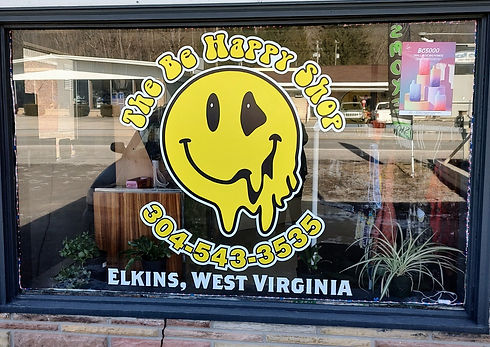 The Be Happy Shop
304-543-3535
ELKINS, WEST VIRGINIA
BC5000